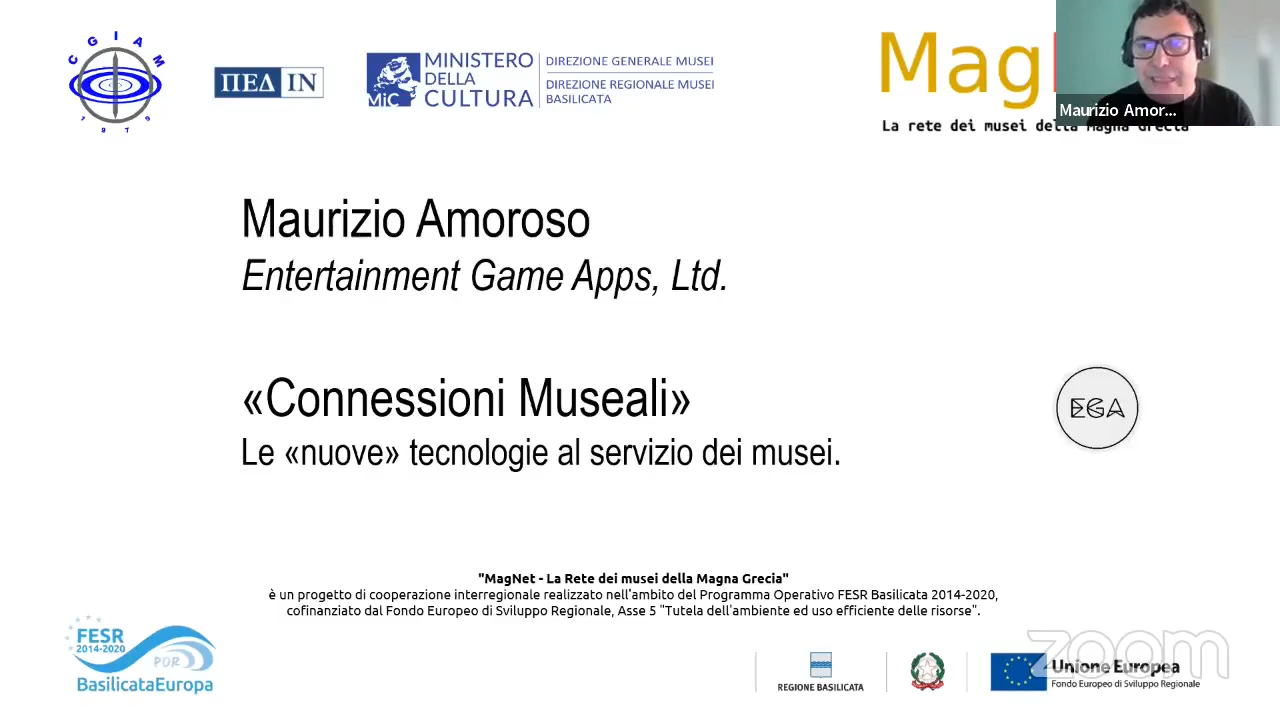 CGIAM
1979
ΠΕΔ IN
MiC
MINISTERO
DELLA
CULTURA
DIREZIONE GENERALE MUSEI
DIREZIONE REGIONALE MUSEI
BASILICATA
Mag
Maurizio Amor...
La rete dei musei della Magna Grecia
Maurizio Amoroso
Entertainment Game Apps, Ltd.
«Connessioni Museali»
Le «nuove» tecnologie al servizio dei musei.
EGA
"MagNet - La Rete dei musei della Magna Grecia"
è un progetto di cooperazione interregionale realizzato nell'ambito del Programma Operativo FESR Basilicata 2014-2020,
cofinanziato dal Fondo Europeo di Sviluppo Regionale, Asse 5 "Tutela dell'ambiente ed uso efficiente delle risorse".
FESR
2014-2020
POR
BasilicataEuropa
REGIONE BASILICATA
zoom
Unione Europea
Fondo Europeo di Sviluppo Regionale